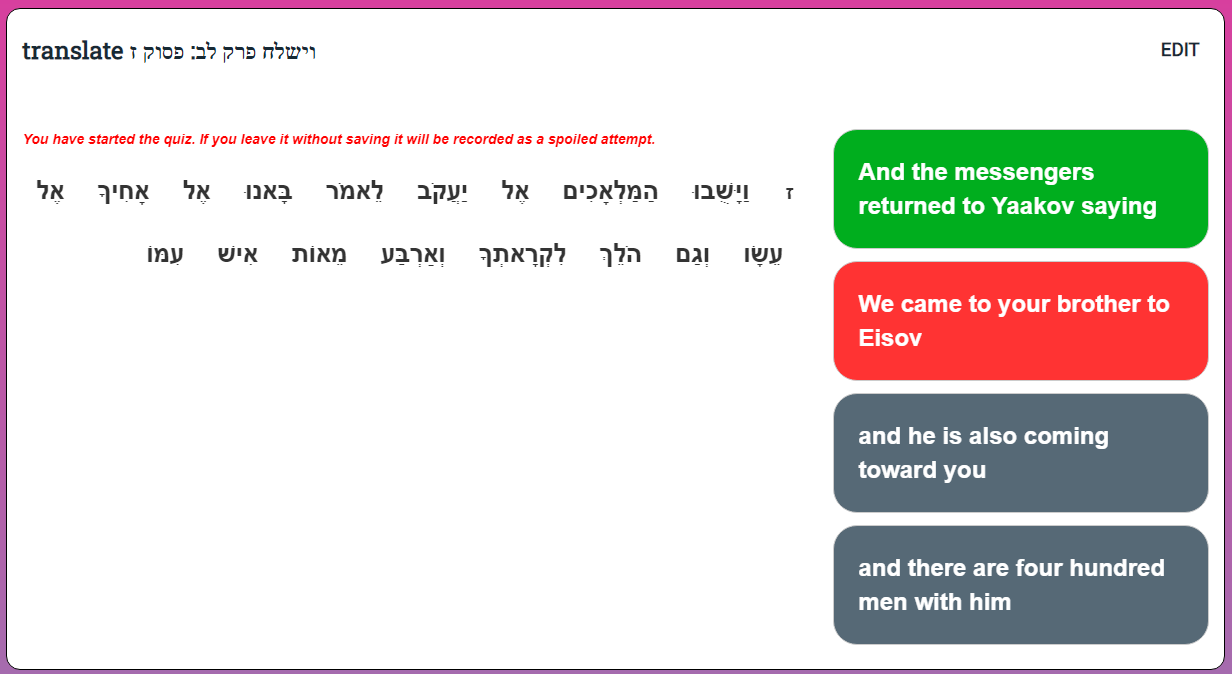 translate וישלח פרק לב: פסוק ז
EDIT
You have started the quiz. If you leave it without saving it will be recorded as a spoiled attempt.
ז וַיָּשֻׁבוּ הַמַּלְאָכִים אֶל יַעֲקֹב לֵאמֹר בָּאנוּ אֶל אָחִיךָ אֶל
עֵשָׂו וְגַם הֹלֵךְ לִקְרָאתְךָ וְאַרְבַּע מֵאוֹת אִישׁ עִמּוֹ
And the messengers
returned to Yaakov saying
We came to your brother to
Eisov
and he is also coming
toward you
and there are four hundred
men with him